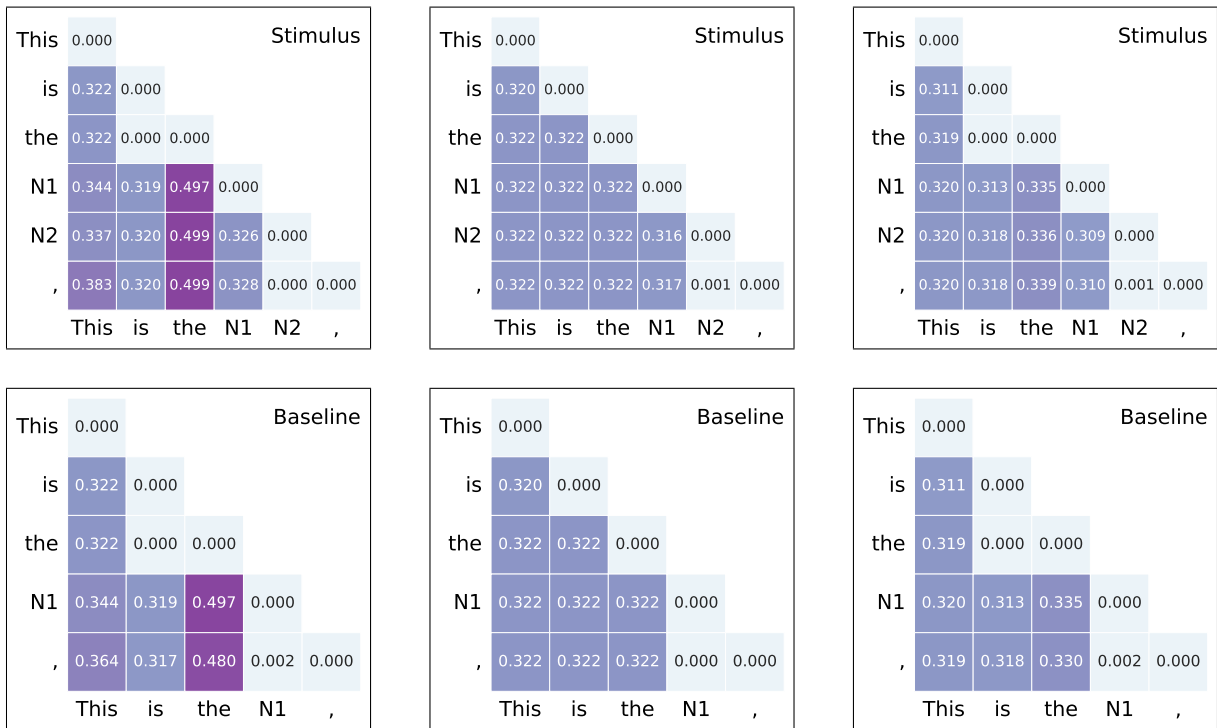 Stimulus Stimulus Stimulus
This 0.000 0.000 0.000
is 0.322 0.000 0.320 0.000 0.311 0.000
the 0.322 0.000 0.000 0.322 0.322 0.000 0.319 0.000 0.000
N1 0.344 0.319 0.497 0.000 0.322 0.322 0.322 0.000 0.320 0.313 0.335 0.000
N2 0.337 0.320 0.499 0.326 0.000 0.322 0.322 0.322 0.316 0.000 0.320 0.318 0.336 0.309 0.000
, 0.383 0.320 0.499 0.328 0.000 0.000 , 0.322 0.322 0.322 0.317 0.001 0.000 , 0.320 0.318 0.339 0.310 0.001 0.000
This is the N1 N2 , This is the N1 N2 , This is the N1 N2 ,
Baseline Baseline Baseline
This 0.000 This 0.000 This 0.000
is 0.322 0.000 is 0.320 0.000 is 0.311 0.000
the 0.322 0.000 0.000 the 0.322 0.322 0.000 the 0.319 0.000 0.000
N1 0.344 0.319 0.497 0.000 N1 0.322 0.322 0.322 0.000 N1 0.320 0.313 0.335 0.000
, 0.364 0.317 0.480 0.002 0.000 , 0.322 0.322 0.322 0.000 0.000 , 0.319 0.318 0.330 0.002 0.000
This is the N1 , This is the N1 , This is the N1 ,